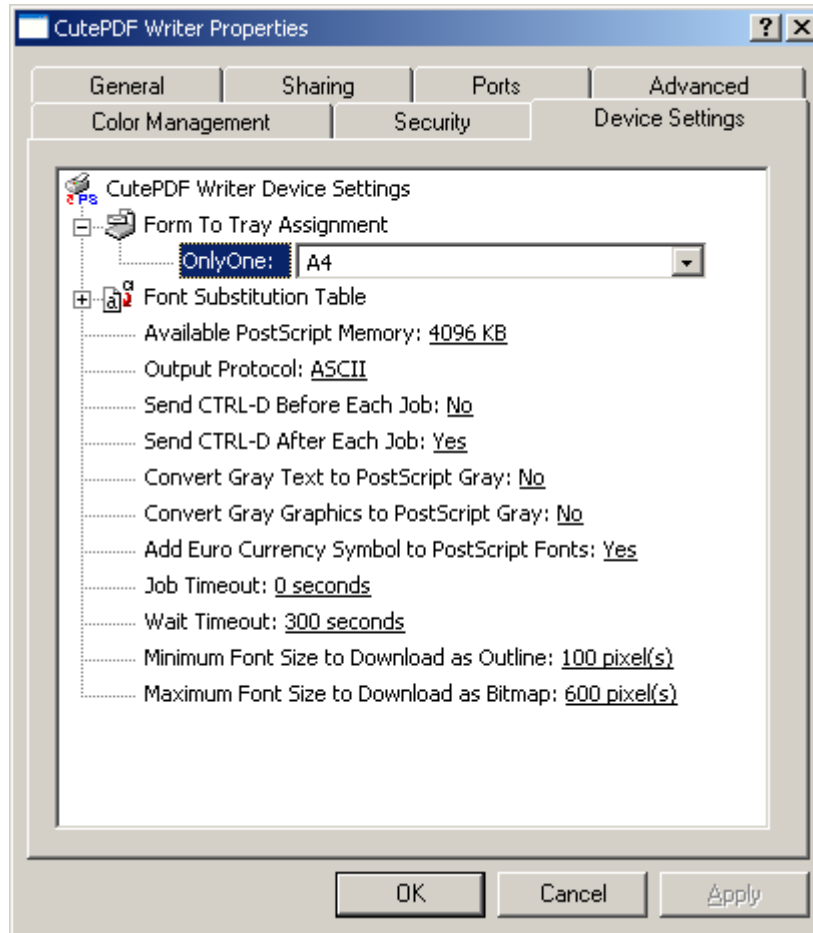 CutePDF Writer Properties
General Sharing Ports Advanced
Color Management Security Device Settings
CutePDF Writer Device Settings
Form To Tray Assignment
OnlyOne: A4
Font Substitution Table
Available PostScript Memory: 4096 KB
Output Protocol: ASCII
Send CTRL-D Before Each Job: No
Send CTRL-D After Each Job: Yes
Convert Gray Text to PostScript Gray: No
Convert Gray Graphics to PostScript Gray: No
Add Euro Currency Symbol to PostScript Fonts: Yes
Job Timeout: 0 seconds
Wait Timeout: 300 seconds
Minimum Font Size to Download as Outline: 100 pixel(s)
Maximum Font Size to Download as Bitmap: 600 pixel(s)
OK Cancel Apply